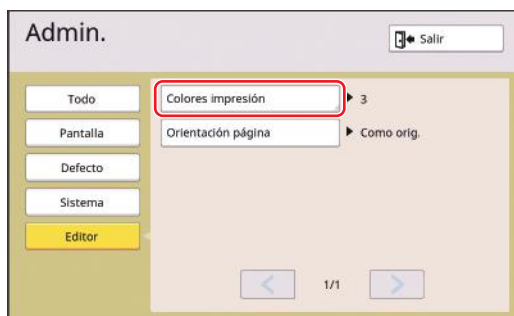 Admin.
Salir
Todo
Colores impresión
3
Pantalla
Orientación página
Como orig.
Defecto
Sistema
Editor
1/1